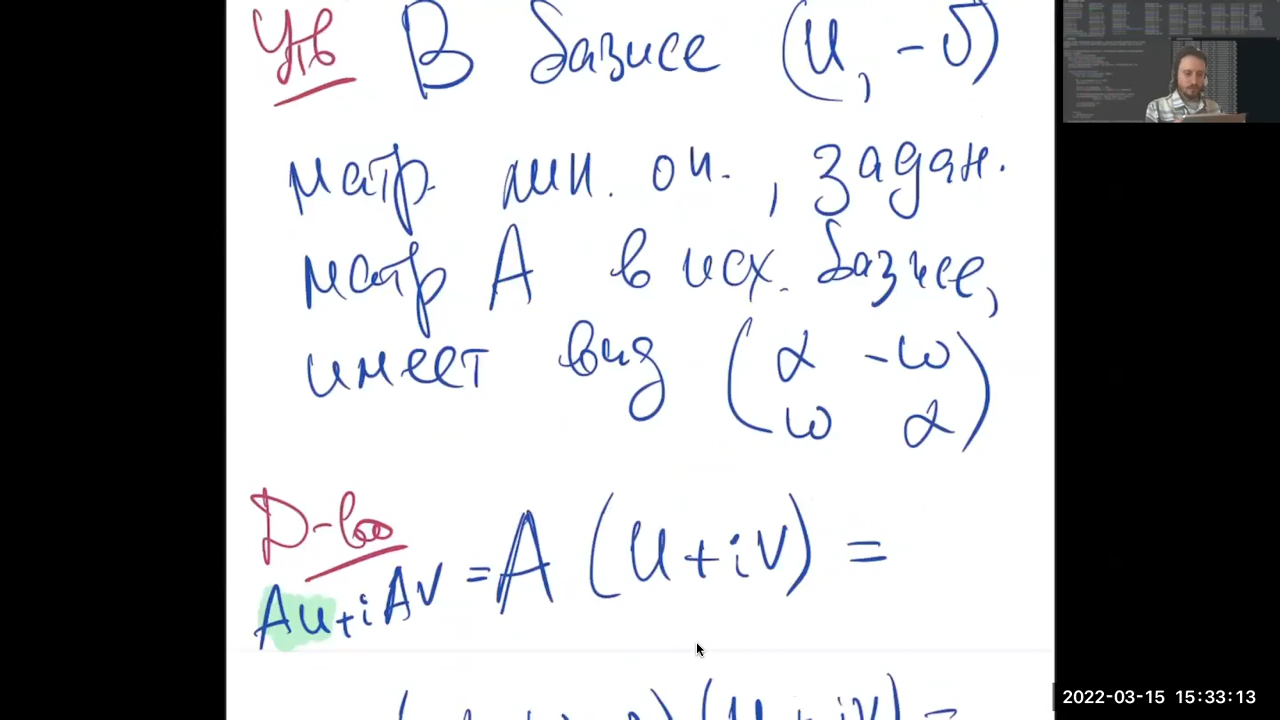 Утв В базисе (u, -v)
матр. лин. оп., задан.
матр A в исх. базисе,
имеет вид (α -ω
ω α)
Д-во
Au+iAv = A (u+iv) =
(u+iv) =
2022-03-15 15:33:13